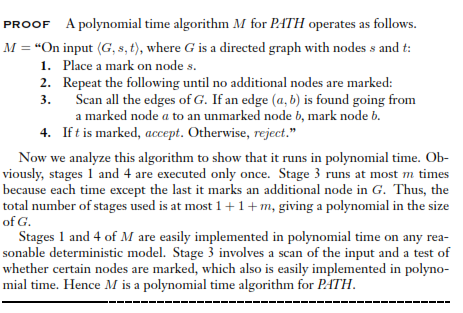 PROOF A polynomial time algorithm M for PATH operates as follows.
M = “On input ⟨G, s, t⟩, where G is a directed graph with nodes s and t:
1. Place a mark on node s.
2. Repeat the following until no additional nodes are marked:
3. Scan all the edges of G. If an edge (a, b) is found going from
a marked node a to an unmarked node b, mark node b.
4. If t is marked, accept. Otherwise, reject.”
Now we analyze this algorithm to show that it runs in polynomial time. Ob-
viously, stages 1 and 4 are executed only once. Stage 3 runs at most m times
because each time except the last it marks an additional node in G. Thus, the
total number of stages used is at most 1 + 1 + m, giving a polynomial in the size
of G.
Stages 1 and 4 of M are easily implemented in polynomial time on any rea-
sonable deterministic model. Stage 3 involves a scan of the input and a test of
whether certain nodes are marked, which also is easily implemented in polyno-
mial time. Hence M is a polynomial time algorithm for PATH.